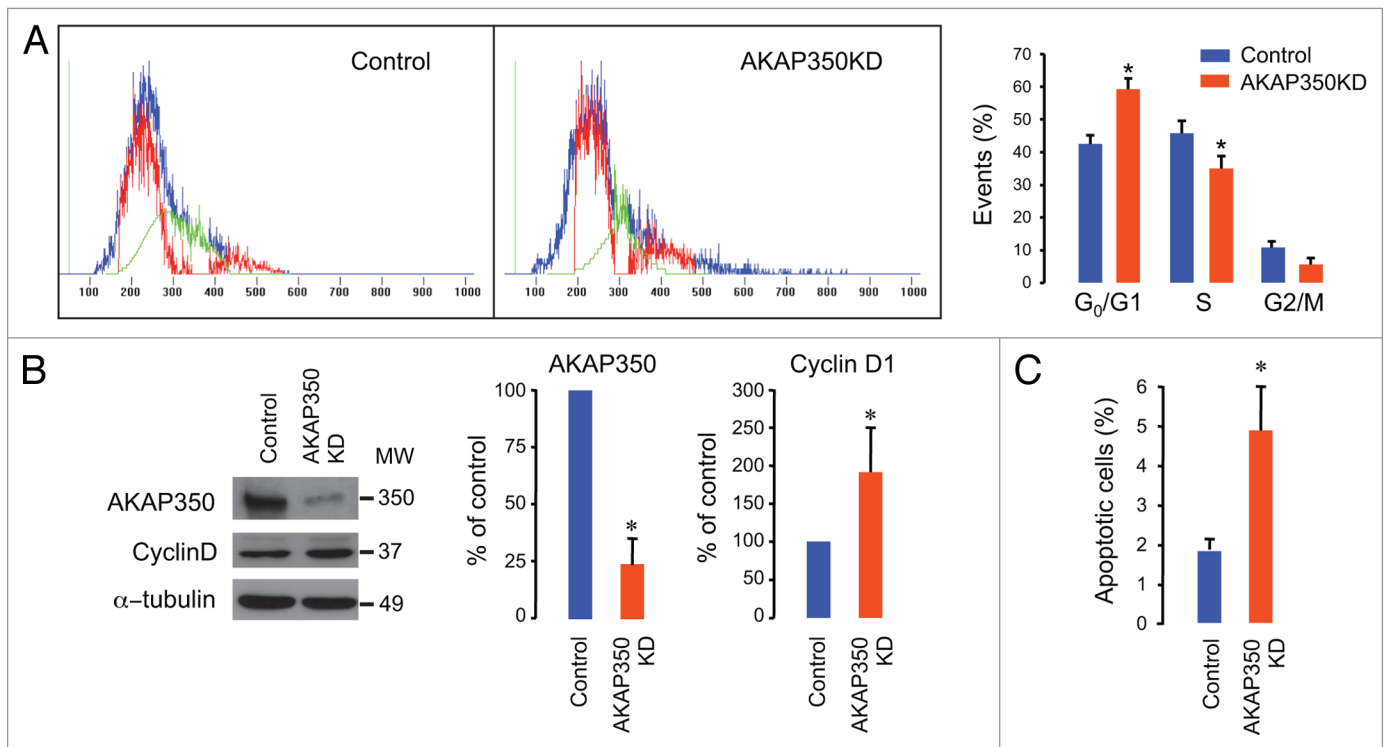 A
Control
100 200 300 400 500 600 700 800 900 1000
AKAP350KD
100 200 300 400 500 600 700 800 900 1000
Events (%)
70
60
50
40
30
20
10
0
Control
AKAP350KD
*
*
G₀/G1 S G2/M
B
Control
AKAP350
KD
MW
AKAP350
350
CyclinD
37
α–tubulin
49
AKAP350
% of control
100
75
50
25
0
*
Control
AKAP350
KD
Cyclin D1
% of control
300
250
200
150
100
50
0
*
Control
AKAP350
KD
C
Apoptotic cells (%)
6
5
4
3
2
1
0
*
Control
AKAP350
KD